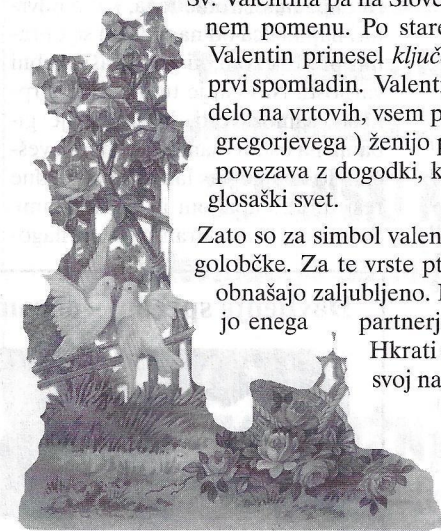 Sv. Valentina pa na Slove
nem pomenu. Po stare
Valentin prinesel ključ
prvi spomladin. Valenti
delo na vrtovih, vsem p
gregorjevega ) ženijo p
povezava z dogodki, k
glosaški svet.
Zato so za simbol valen
golobčke. Za te vrste pt
obnašajo zaljubljeno. 
jo enega partnerj
Hkrati
svoj na